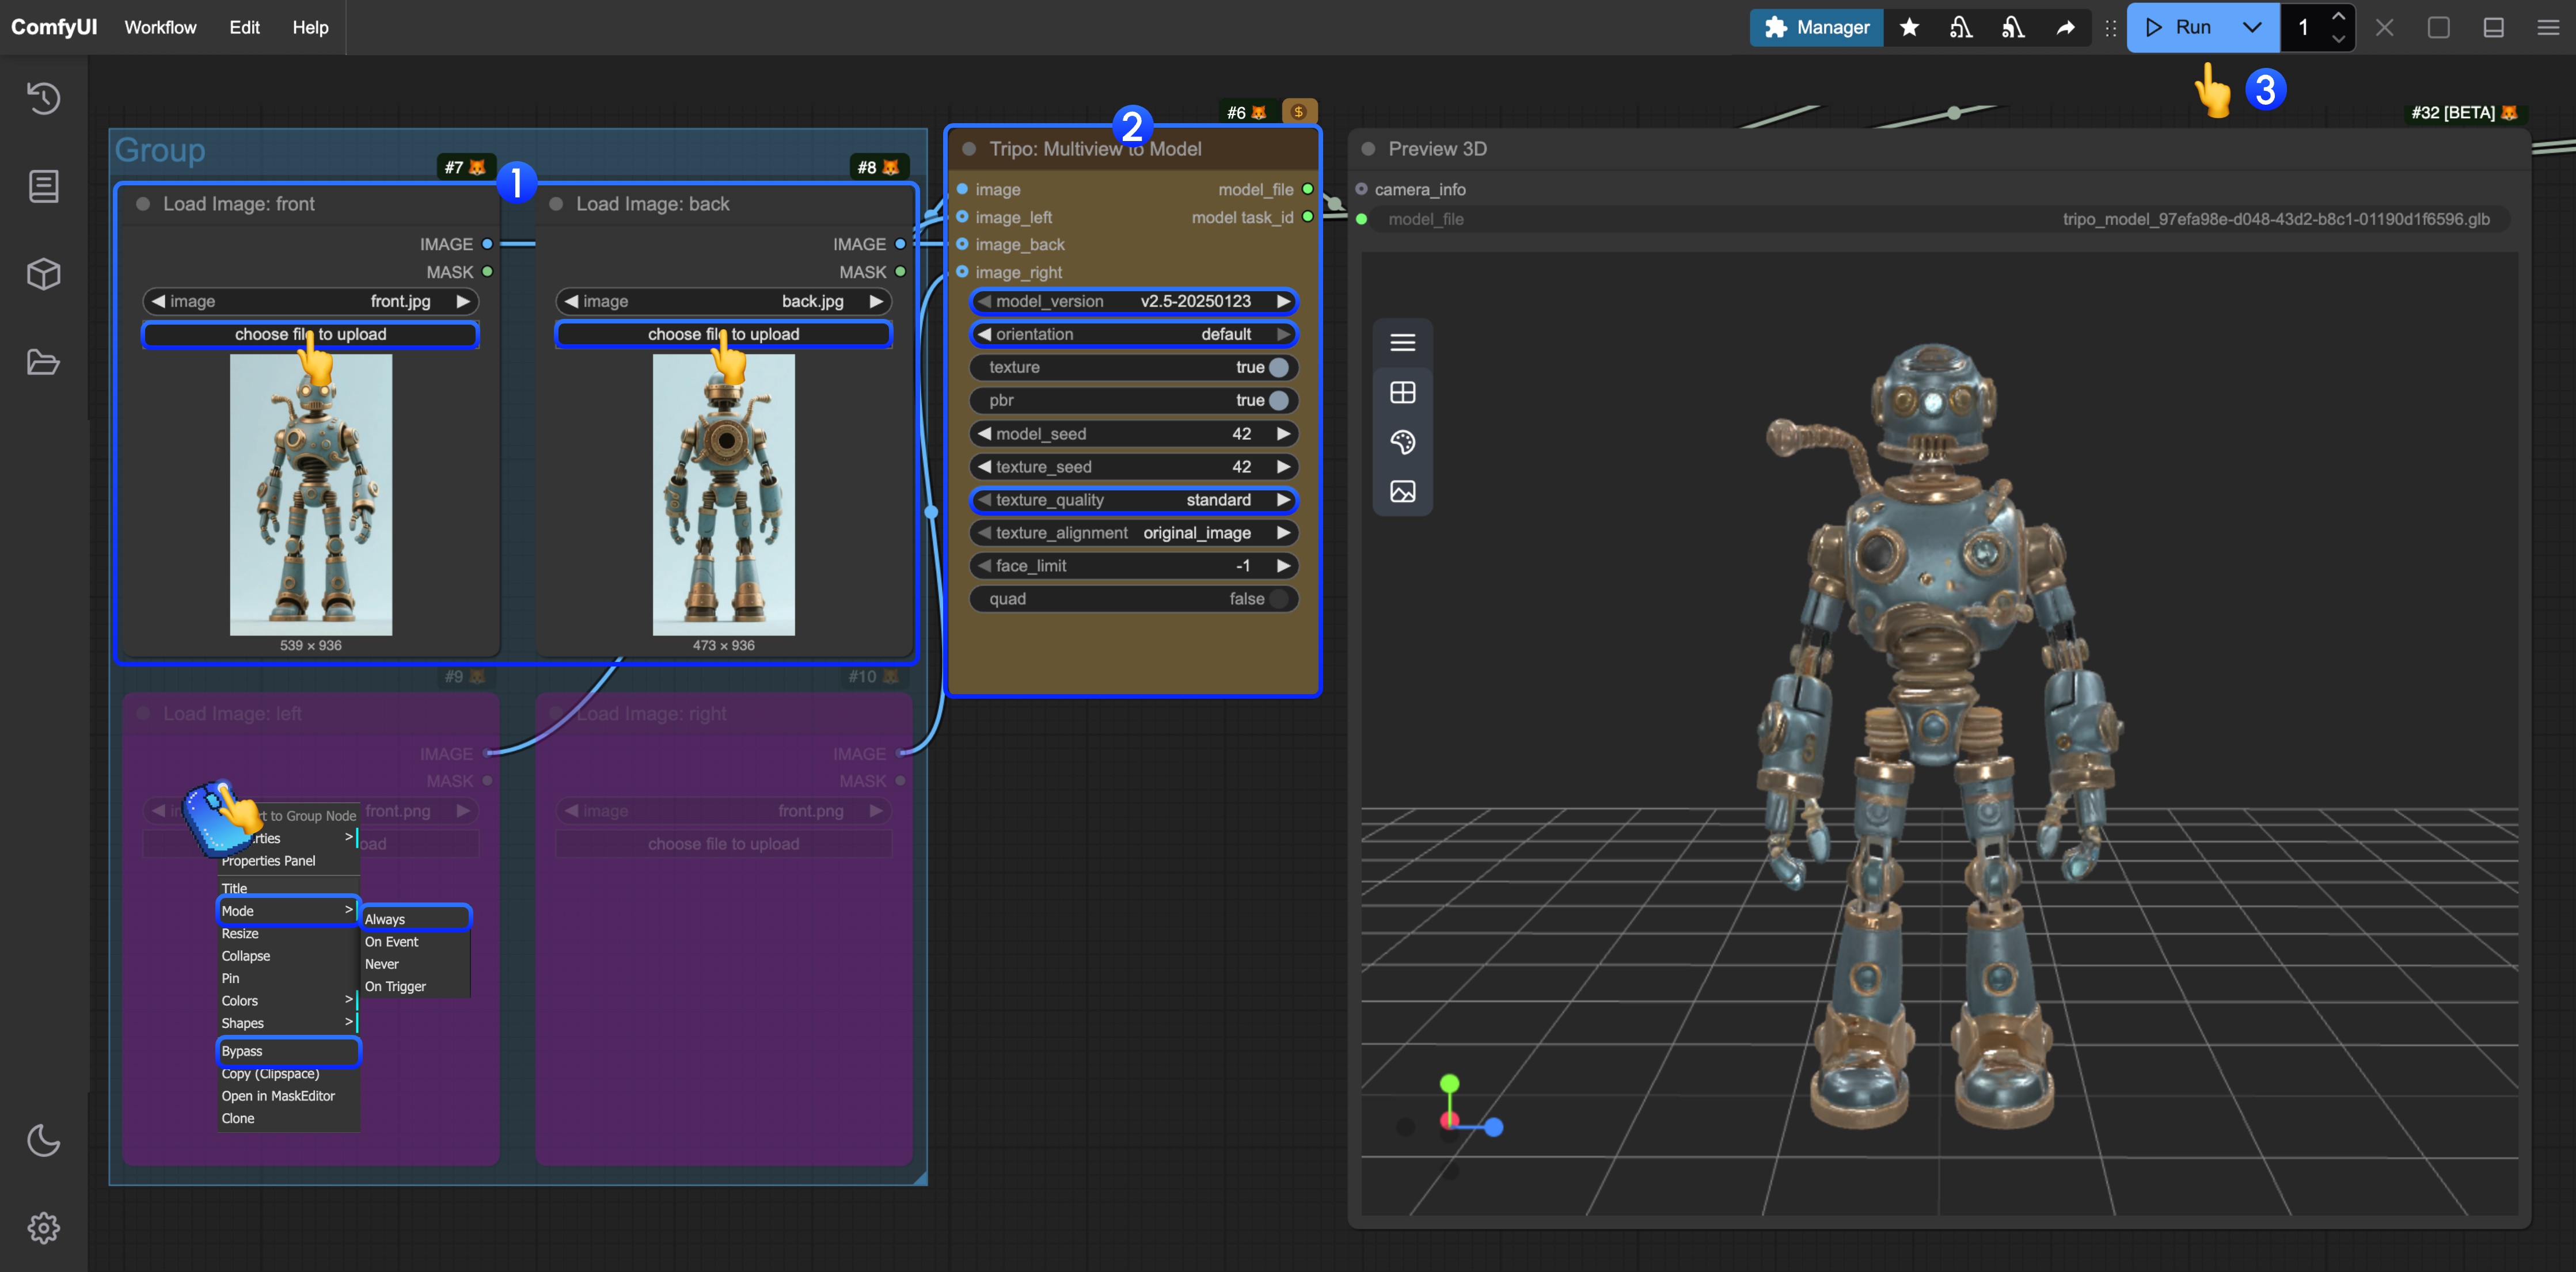 ComfyUI Workflow Edit Help
Manager Run 1
3
Group
#7 1 #8
Load Image: front
IMAGE
MASK
image front.jpg
choose file to upload
539 × 936
Load Image: back
IMAGE
MASK
image back.jpg
choose file to upload
473 × 936
#9
Load Image: left
IMAGE
MASK
front.png
#10
Load Image: right
IMAGE
MASK
image front.png
choose file to upload
to Group Node
Properties Panel
Title
Mode >
Resize
Collapse
Pin
Colors >
Shapes >
Bypass
Copy (Clipspace)
Open in MaskEditor
Clone
Always
On Event
Never
On Trigger
#6 $
2
Tripo: Multiview to Model
image model_file
image_left model task_id
image_back
image_right
model_version v2.5-20250123
orientation default
texture true
pbr true
model_seed 42
texture_seed 42
texture_quality standard
texture_alignment original_image
face_limit -1
quad false
#32 [BETA]
Preview 3D
camera_info
model_file tripo_model_97efa98e-d048-43d2-b8c1-01190d1f6596.glb